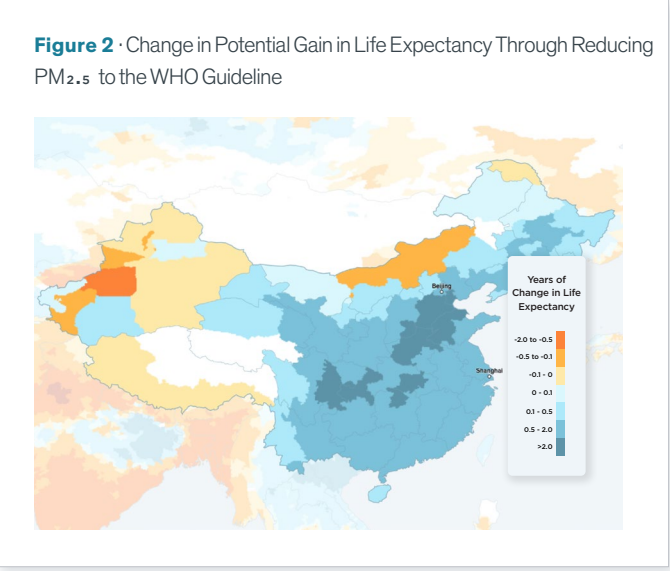 Figure 2 · Change in Potential Gain in Life Expectancy Through Reducing
PM2.5 to the WHO Guideline
Beijing
Shanghai
Years of
Change in Life
Expectancy
-2.0 to -0.5
-0.5 to -0.1
-0.1 - 0
0 - 0.1
0.1 - 0.5
0.5 - 2.0
>2.0